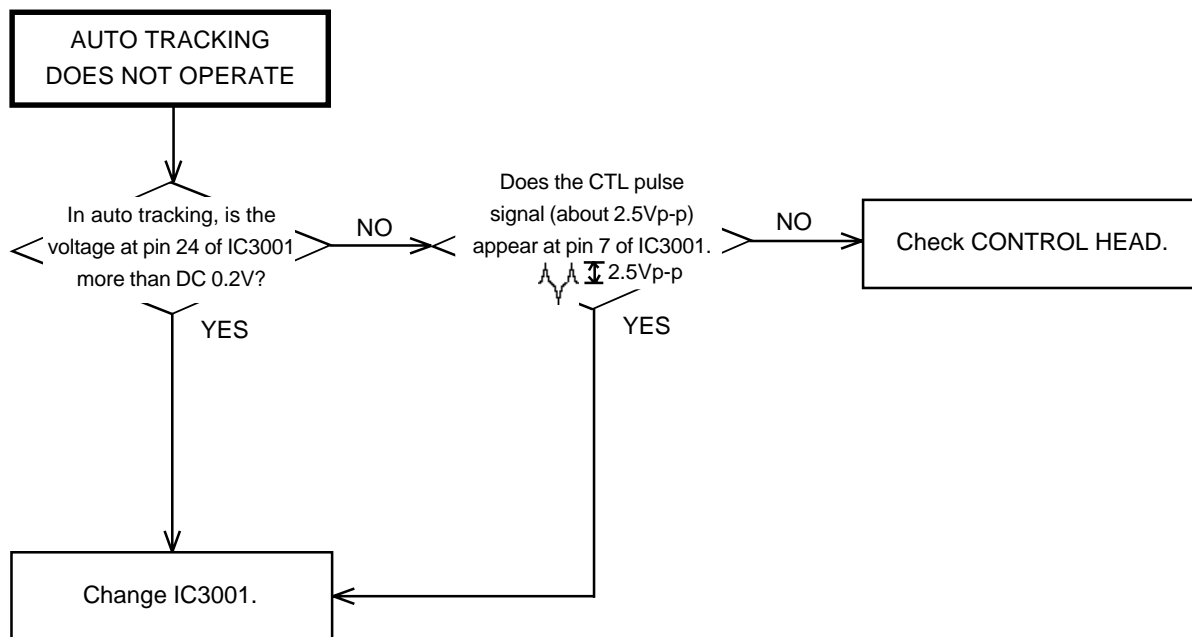 AUTO TRACKING
DOES NOT OPERATE
In auto tracking, is the
voltage at pin 24 of IC3001
more than DC 0.2V?
NO
YES
Does the CTL pulse
signal (about 2.5Vp-p)
appear at pin 7 of IC3001.
2.5Vp-p
NO
YES
Check CONTROL HEAD.
Change IC3001.